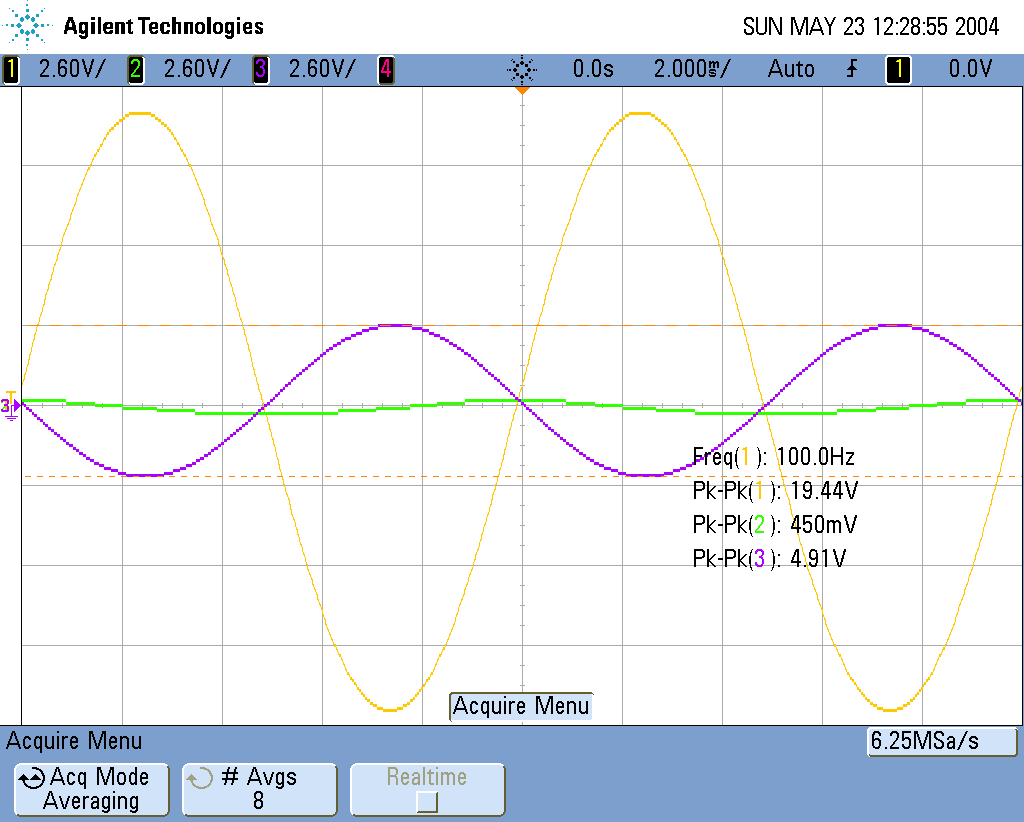 Agilent Technologies SUN MAY 23 12:28:55 2004
1 2.60V/ 2 2.60V/ 3 2.60V/ 4 0.0s 2.000ms/ Auto 1 0.0V
3
Freq(1): 100.0Hz
Pk-Pk(1): 19.44V
Pk-Pk(2): 450mV
Pk-Pk(3): 4.91V
Acquire Menu
Acquire Menu 6.25MSa/s
Acq Mode # Avgs Realtime
Averaging 8